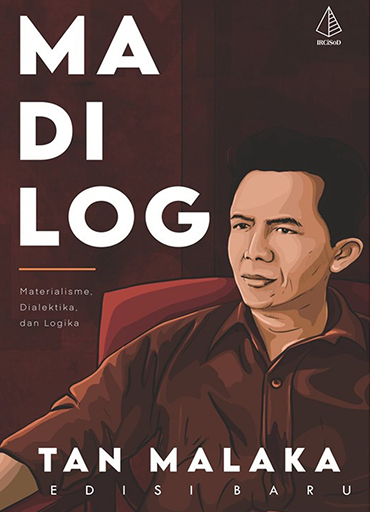 MA
IRCiSoD
DI
LOG
Materialisme,
Dialektika,
dan Logika
TAN MALAKA
EDISI BARU